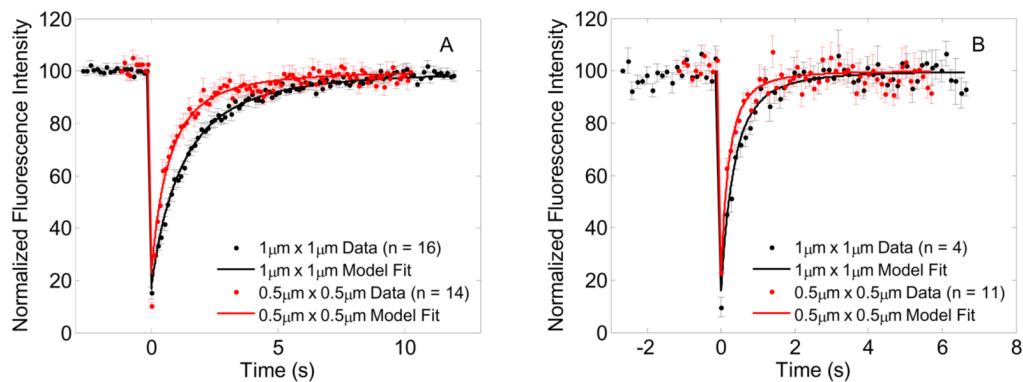 A
Normalized Fluorescence Intensity
120
100
80
60
40
20
0
0
5
10
Time (s)
1μm x 1μm Data (n = 16)
1μm x 1μm Model Fit
0.5μm x 0.5μm Data (n = 14)
0.5μm x 0.5μm Model Fit
B
Normalized Fluorescence Intensity
120
100
80
60
40
20
0
-2
0
2
4
6
8
Time (s)
1μm x 1μm Data (n = 4)
1μm x 1μm Model Fit
0.5μm x 0.5μm Data (n = 11)
0.5μm x 0.5μm Model Fit